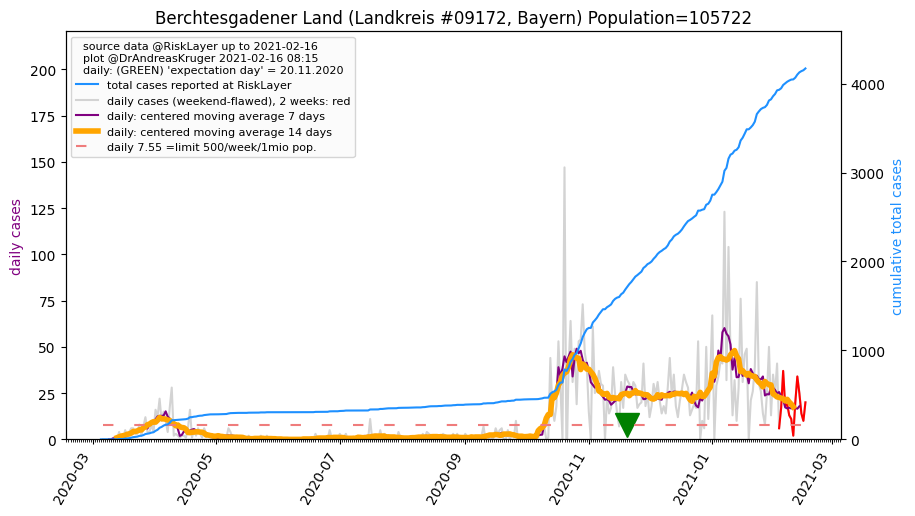 Berchtesgadener Land (Landkreis #09172, Bayern) Population=105722
source data @RiskLayer up to 2021-02-16
plot @DrAndreasKruger 2021-02-16 08:15
daily: (GREEN) 'expectation day' = 20.11.2020
total cases reported at RiskLayer
daily cases (weekend-flawed), 2 weeks: red
daily: centered moving average 7 days
daily: centered moving average 14 days
daily 7.55 =limit 500/week/1mio pop.
daily cases
200
175
150
125
100
75
50
25
0
4000
3000
2000
1000
0
cumulative total cases
2020-03
2020-05
2020-07
2020-09
2020-11
2021-01
2021-03